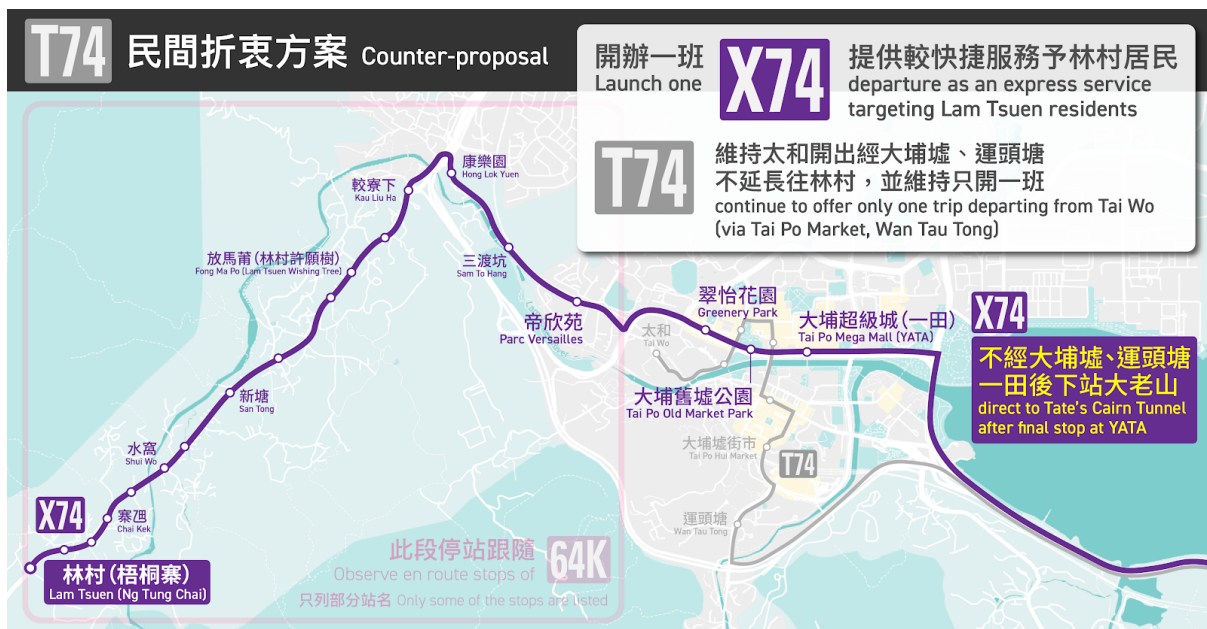 T74 民間折衷方案 Counter-proposal
開辦一班
Launch one
X74
提供較快捷服務予林村居民
departure as an express service
targeting Lam Tsuen residents
T74
維持太和開出經大埔墟、運頭塘
不延長往林村，並維持只開一班
continue to offer only one trip departing from Tai Wo
(via Tai Po Market, Wan Tau Tong)
康樂園
Hong Lok Yuen
較寮下
Kau Liu Ha
放馬莆（林村許願樹）
Fong Ma Po (Lam Tsuen Wishing Tree)
三渡坑
Sam To Hang
帝欣苑
Parc Versailles
太和
Tai Wo
翠怡花園
Greenery Park
大埔超級城（一田）
Tai Po Mega Mall (YATA)
X74
不經大埔墟、運頭塘
一田後下站大老山
direct to Tate's Cairn Tunnel
after final stop at YATA
大埔舊墟公園
Tai Po Old Market Park
新塘
San Tong
大埔墟街市
Tai Po Hui Market
T74
水窩
Shui Wo
X74
寨乪
Chai Kek
運頭塘
Wan Tau Tong
林村（梧桐寨）
Lam Tsuen (Ng Tung Chai)
此段停站跟隨
Observe en route stops of
64K
只列部分站名 Only some of the stops are listed